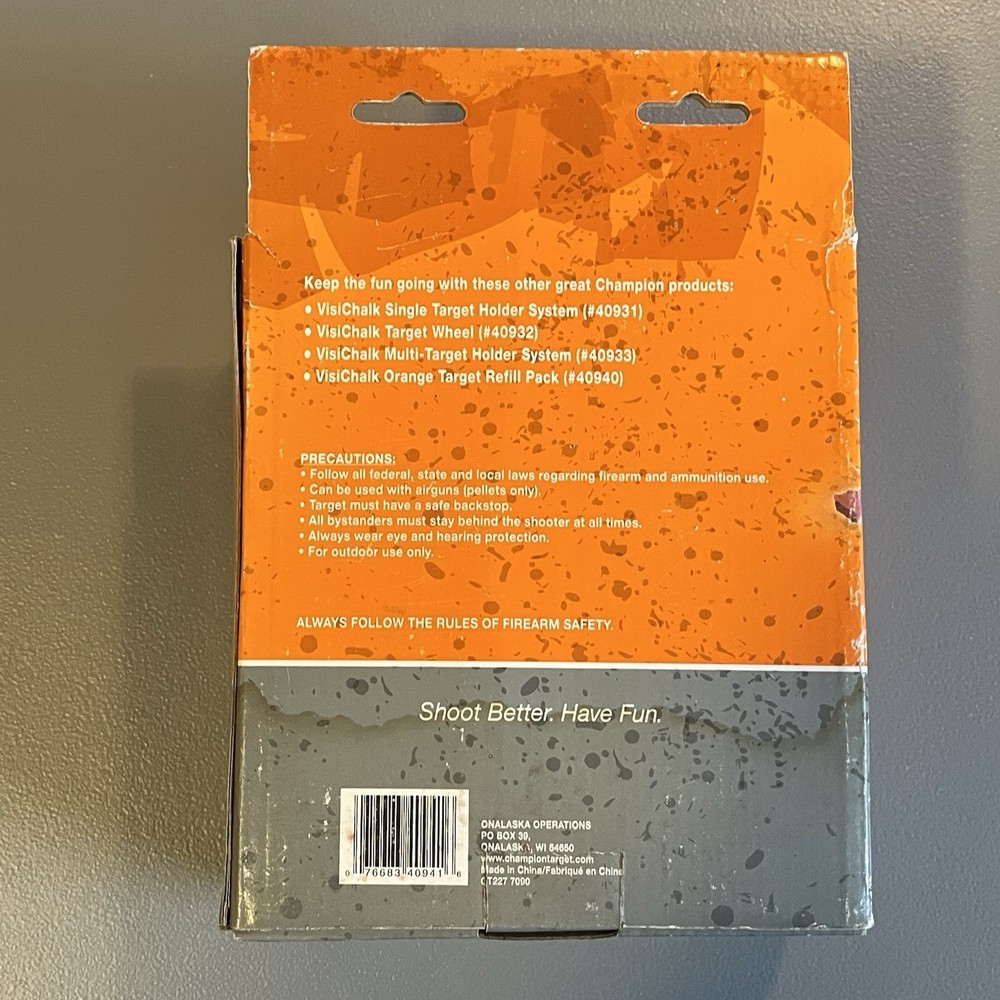 Keep the fun going with these other great Champion products:
• VisiChalk Single Target Holder System (#40931)
• VisiChalk Target Wheel (#40932)
• VisiChalk Multi-Target Holder System (#40933)
• VisiChalk Orange Target Refill Pack (#40940)
PRECAUTIONS:
• Follow all federal, state and local laws regarding firearm and ammunition use.
• Can be used with airguns (pellets only).
• Target must have a safe backstop.
• All bystanders must stay behind the shooter at all times.
• Always wear eye and hearing protection.
• For outdoor use only.
ALWAYS FOLLOW THE RULES OF FIREARM SAFETY.
Shoot Better. Have Fun.
0 76683 40941 6
ONALASKA OPERATIONS
PO BOX 39,
ONALASKA, WI 54650
www.championtarget.com
Made in China/Fabriqué en Chine
CT227 7090